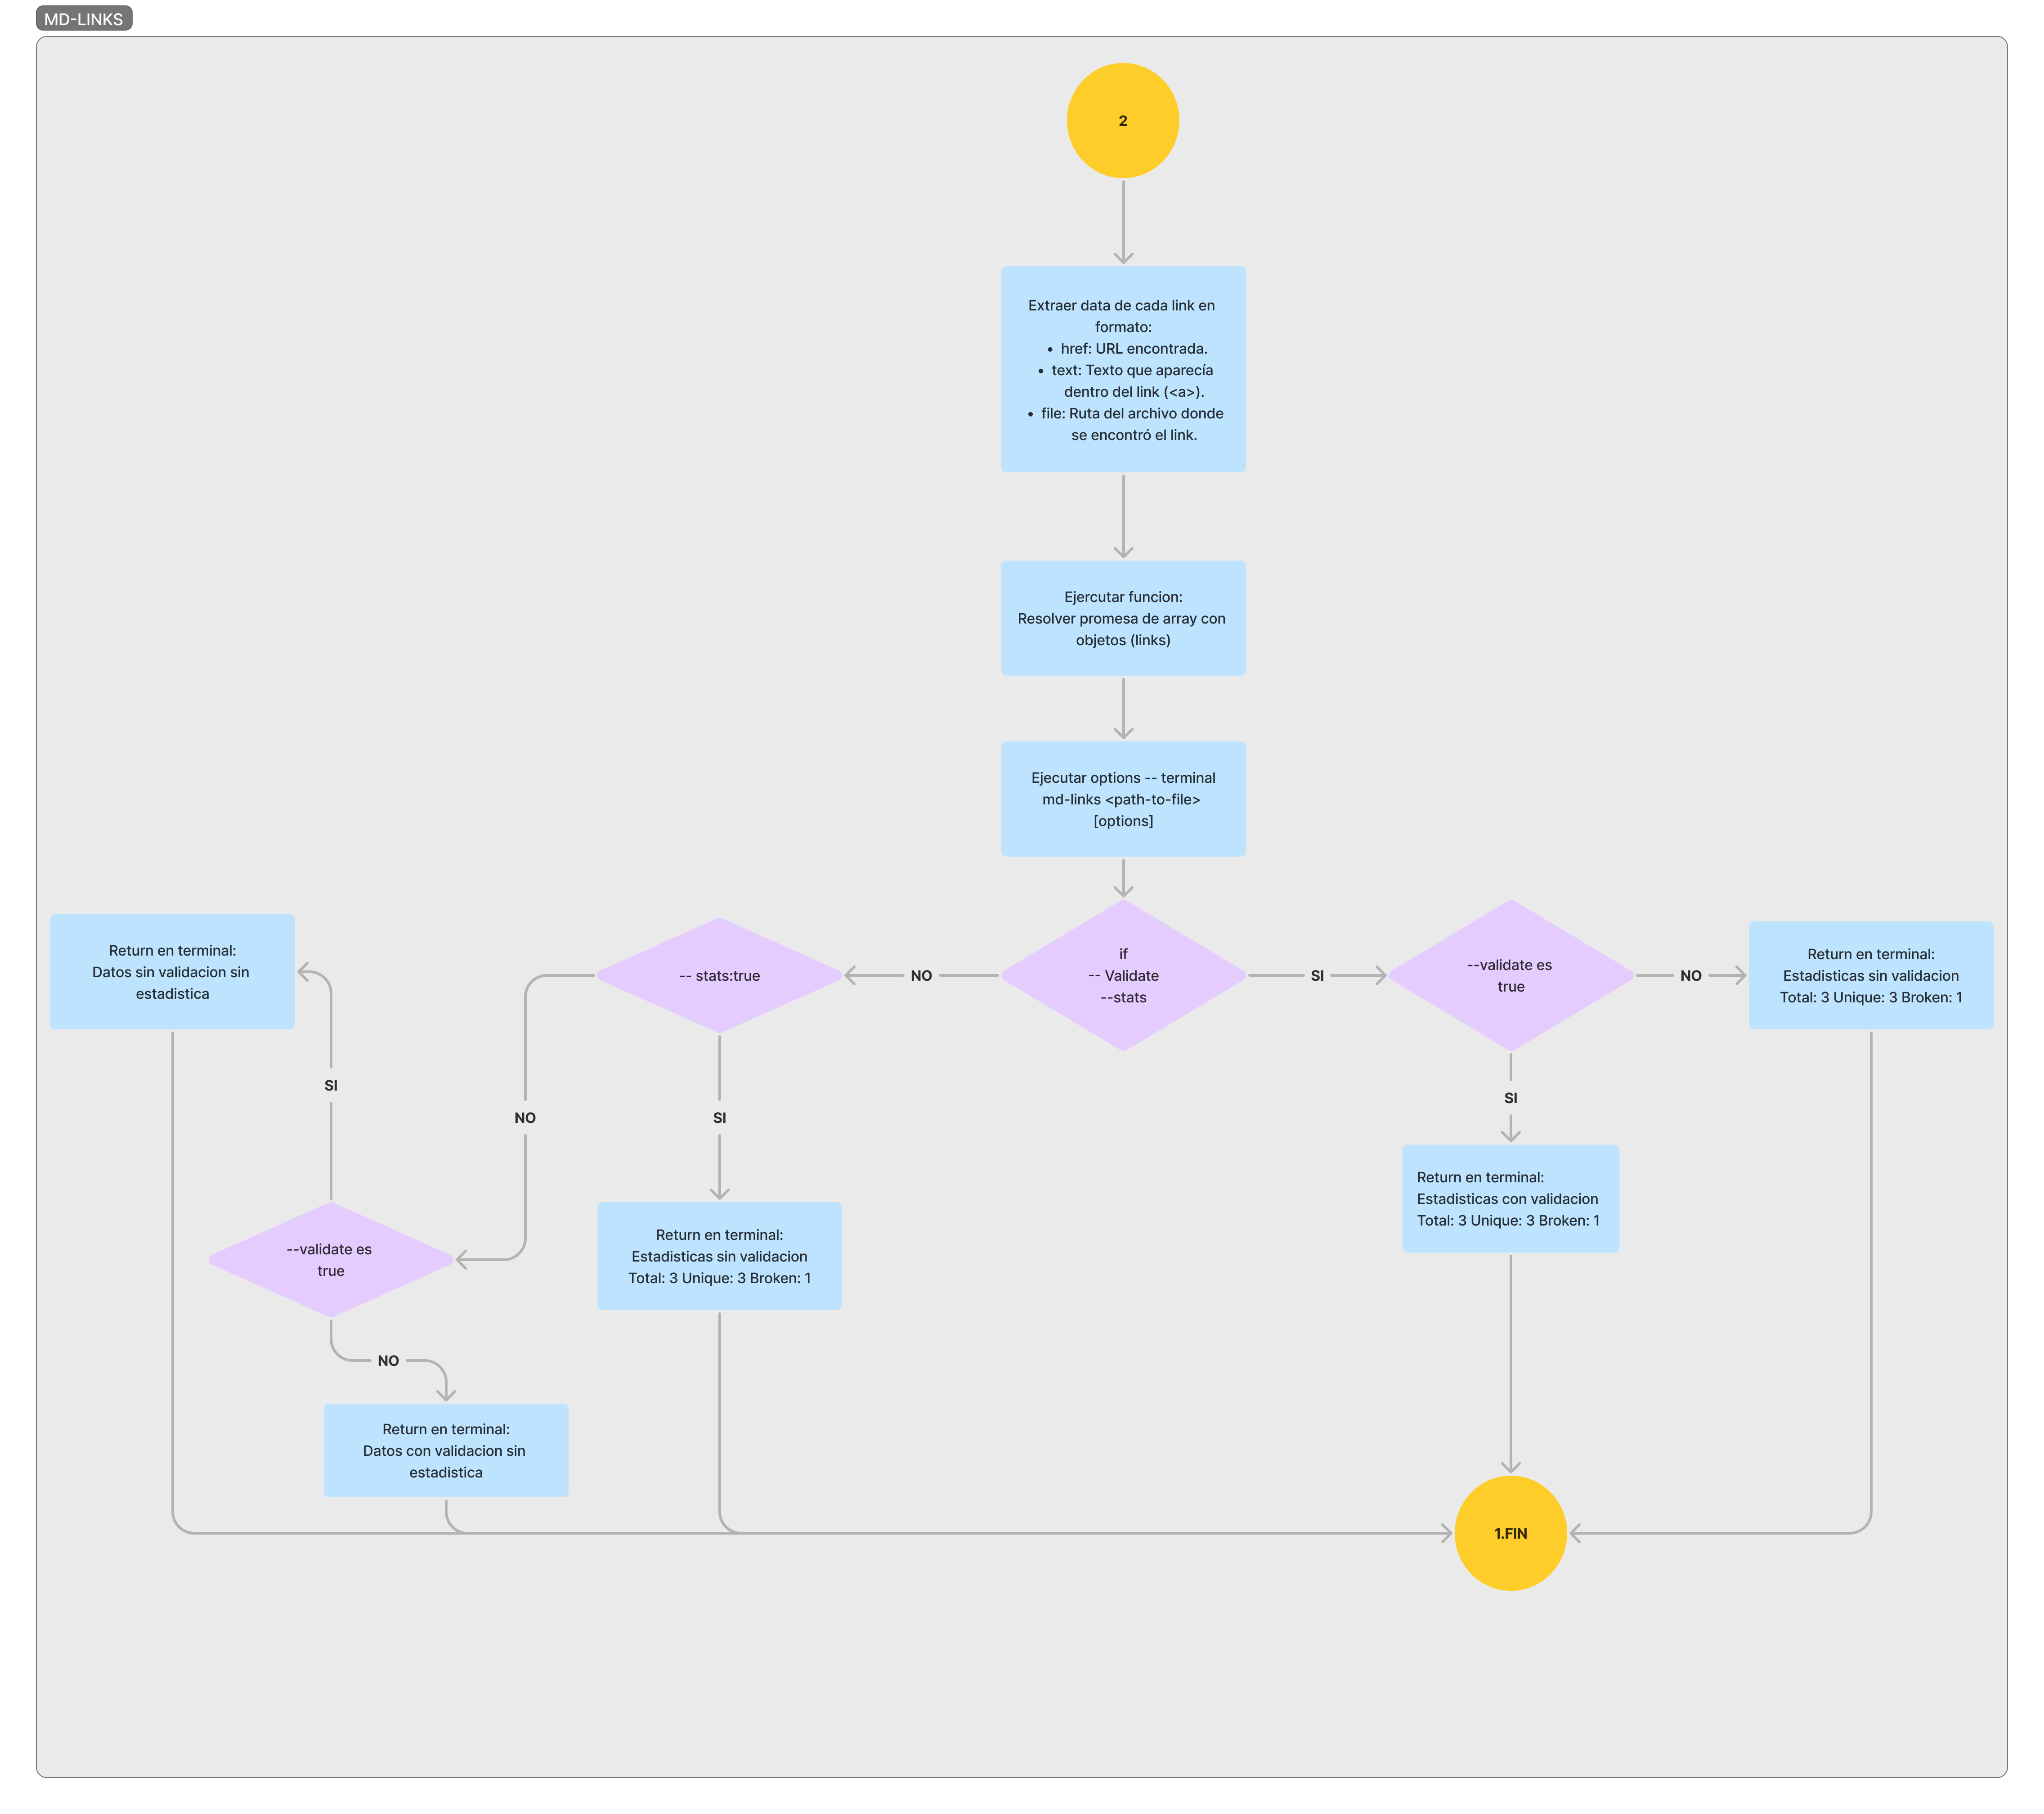 MD-LINKS
2
Extraer data de cada link en
formato:
• href: URL encontrada.
• text: Texto que aparecía
dentro del link (<a>).
• file: Ruta del archivo donde
se encontró el link.
Ejercutar funcion:
Resolver promesa de array con
objetos (links)
Ejecutar options -- terminal
md-links <path-to-file>
[options]
if
-- Validate
--stats
NO
SI
-- stats:true
--validate es
true
NO
Return en terminal:
Estadisticas sin validacion
Total: 3 Unique: 3 Broken: 1
SI
Return en terminal:
Estadisticas con validacion
Total: 3 Unique: 3 Broken: 1
NO
SI
Return en terminal:
Estadisticas sin validacion
Total: 3 Unique: 3 Broken: 1
--validate es
true
SI
Return en terminal:
Datos sin validacion sin
estadistica
NO
Return en terminal:
Datos con validacion sin
estadistica
1.FIN